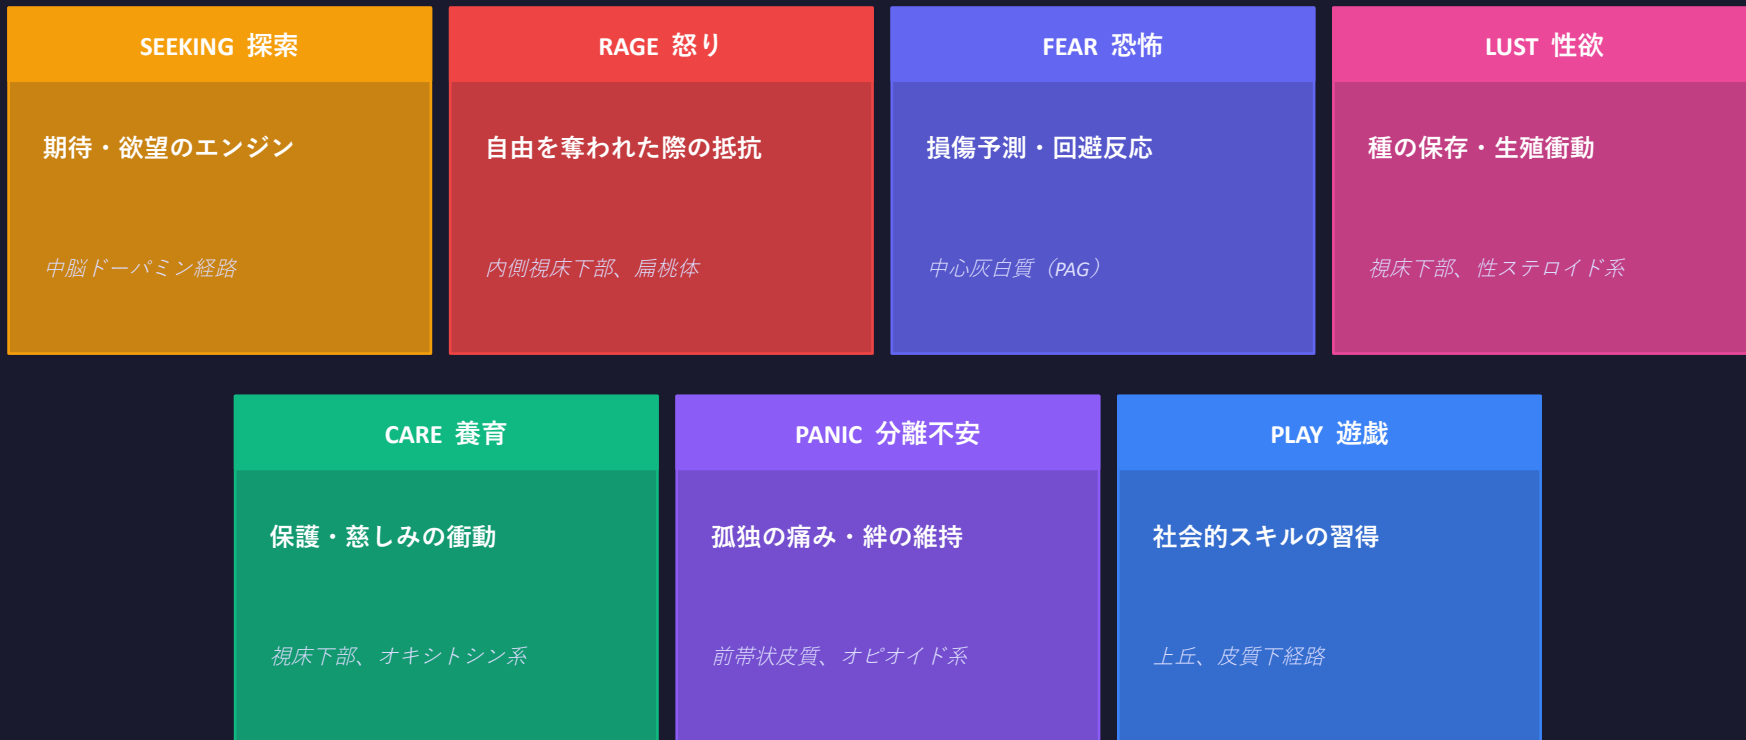 SEEKING 探索
RAGE 怒り
FEAR 恐怖
LUST 性欲
期待・欲望のエンジン
自由を奪われた際の抵抗
損傷予測・回避反応
種の保存・生殖衝動
中脳ドーパミン経路
内側視床下部、扁桃体
中心灰白質（PAG）
視床下部、性ステロイド系
CARE 養育
PANIC 分離不安
PLAY 遊戯
保護・慈しみの衝動
孤独の痛み・絆の維持
社会的スキルの習得
視床下部、オキシトシン系
前帯状皮質、オピオイド系
上丘、皮質下経路